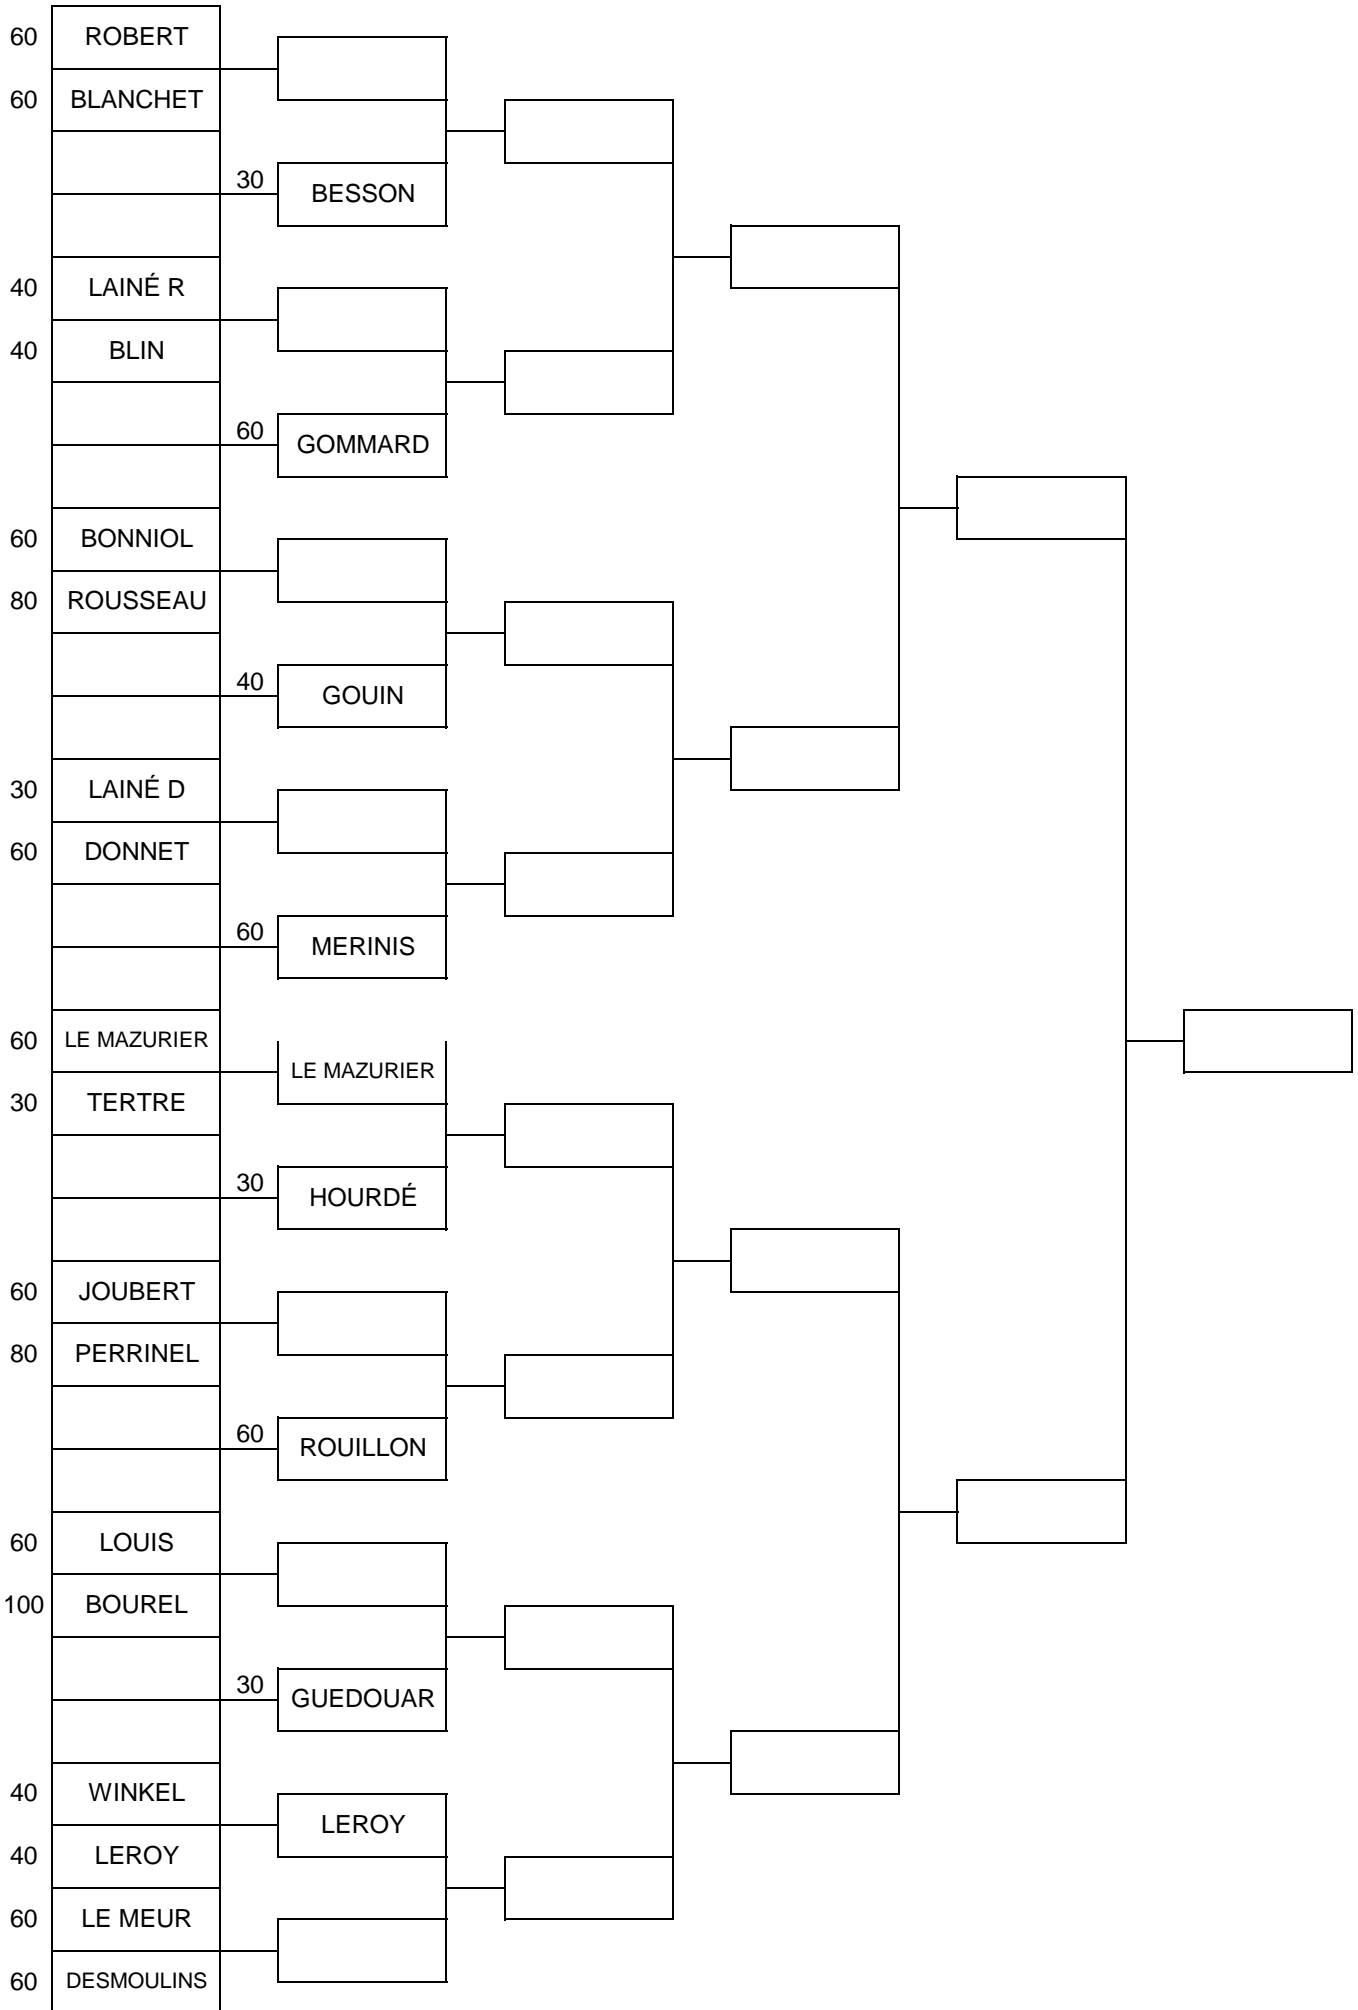 60 ROBERT
60 BLANCHET
30 BESSON
40 LAINÉ R
40 BLIN
60 GOMMARD
60 BONNIOL
80 ROUSSEAU
40 GOUIN
30 LAINÉ D
60 DONNET
60 MERINIS
60 LE MAZURIER
LE MAZURIER
30 TERTRE
30 HOURDÉ
60 JOUBERT
80 PERRINEL
60 ROUILLON
60 LOUIS
100 BOUREL
30 GUEDOUAR
40 WINKEL
LEROY
40 LEROY
60 LE MEUR
60 DESMOULINS